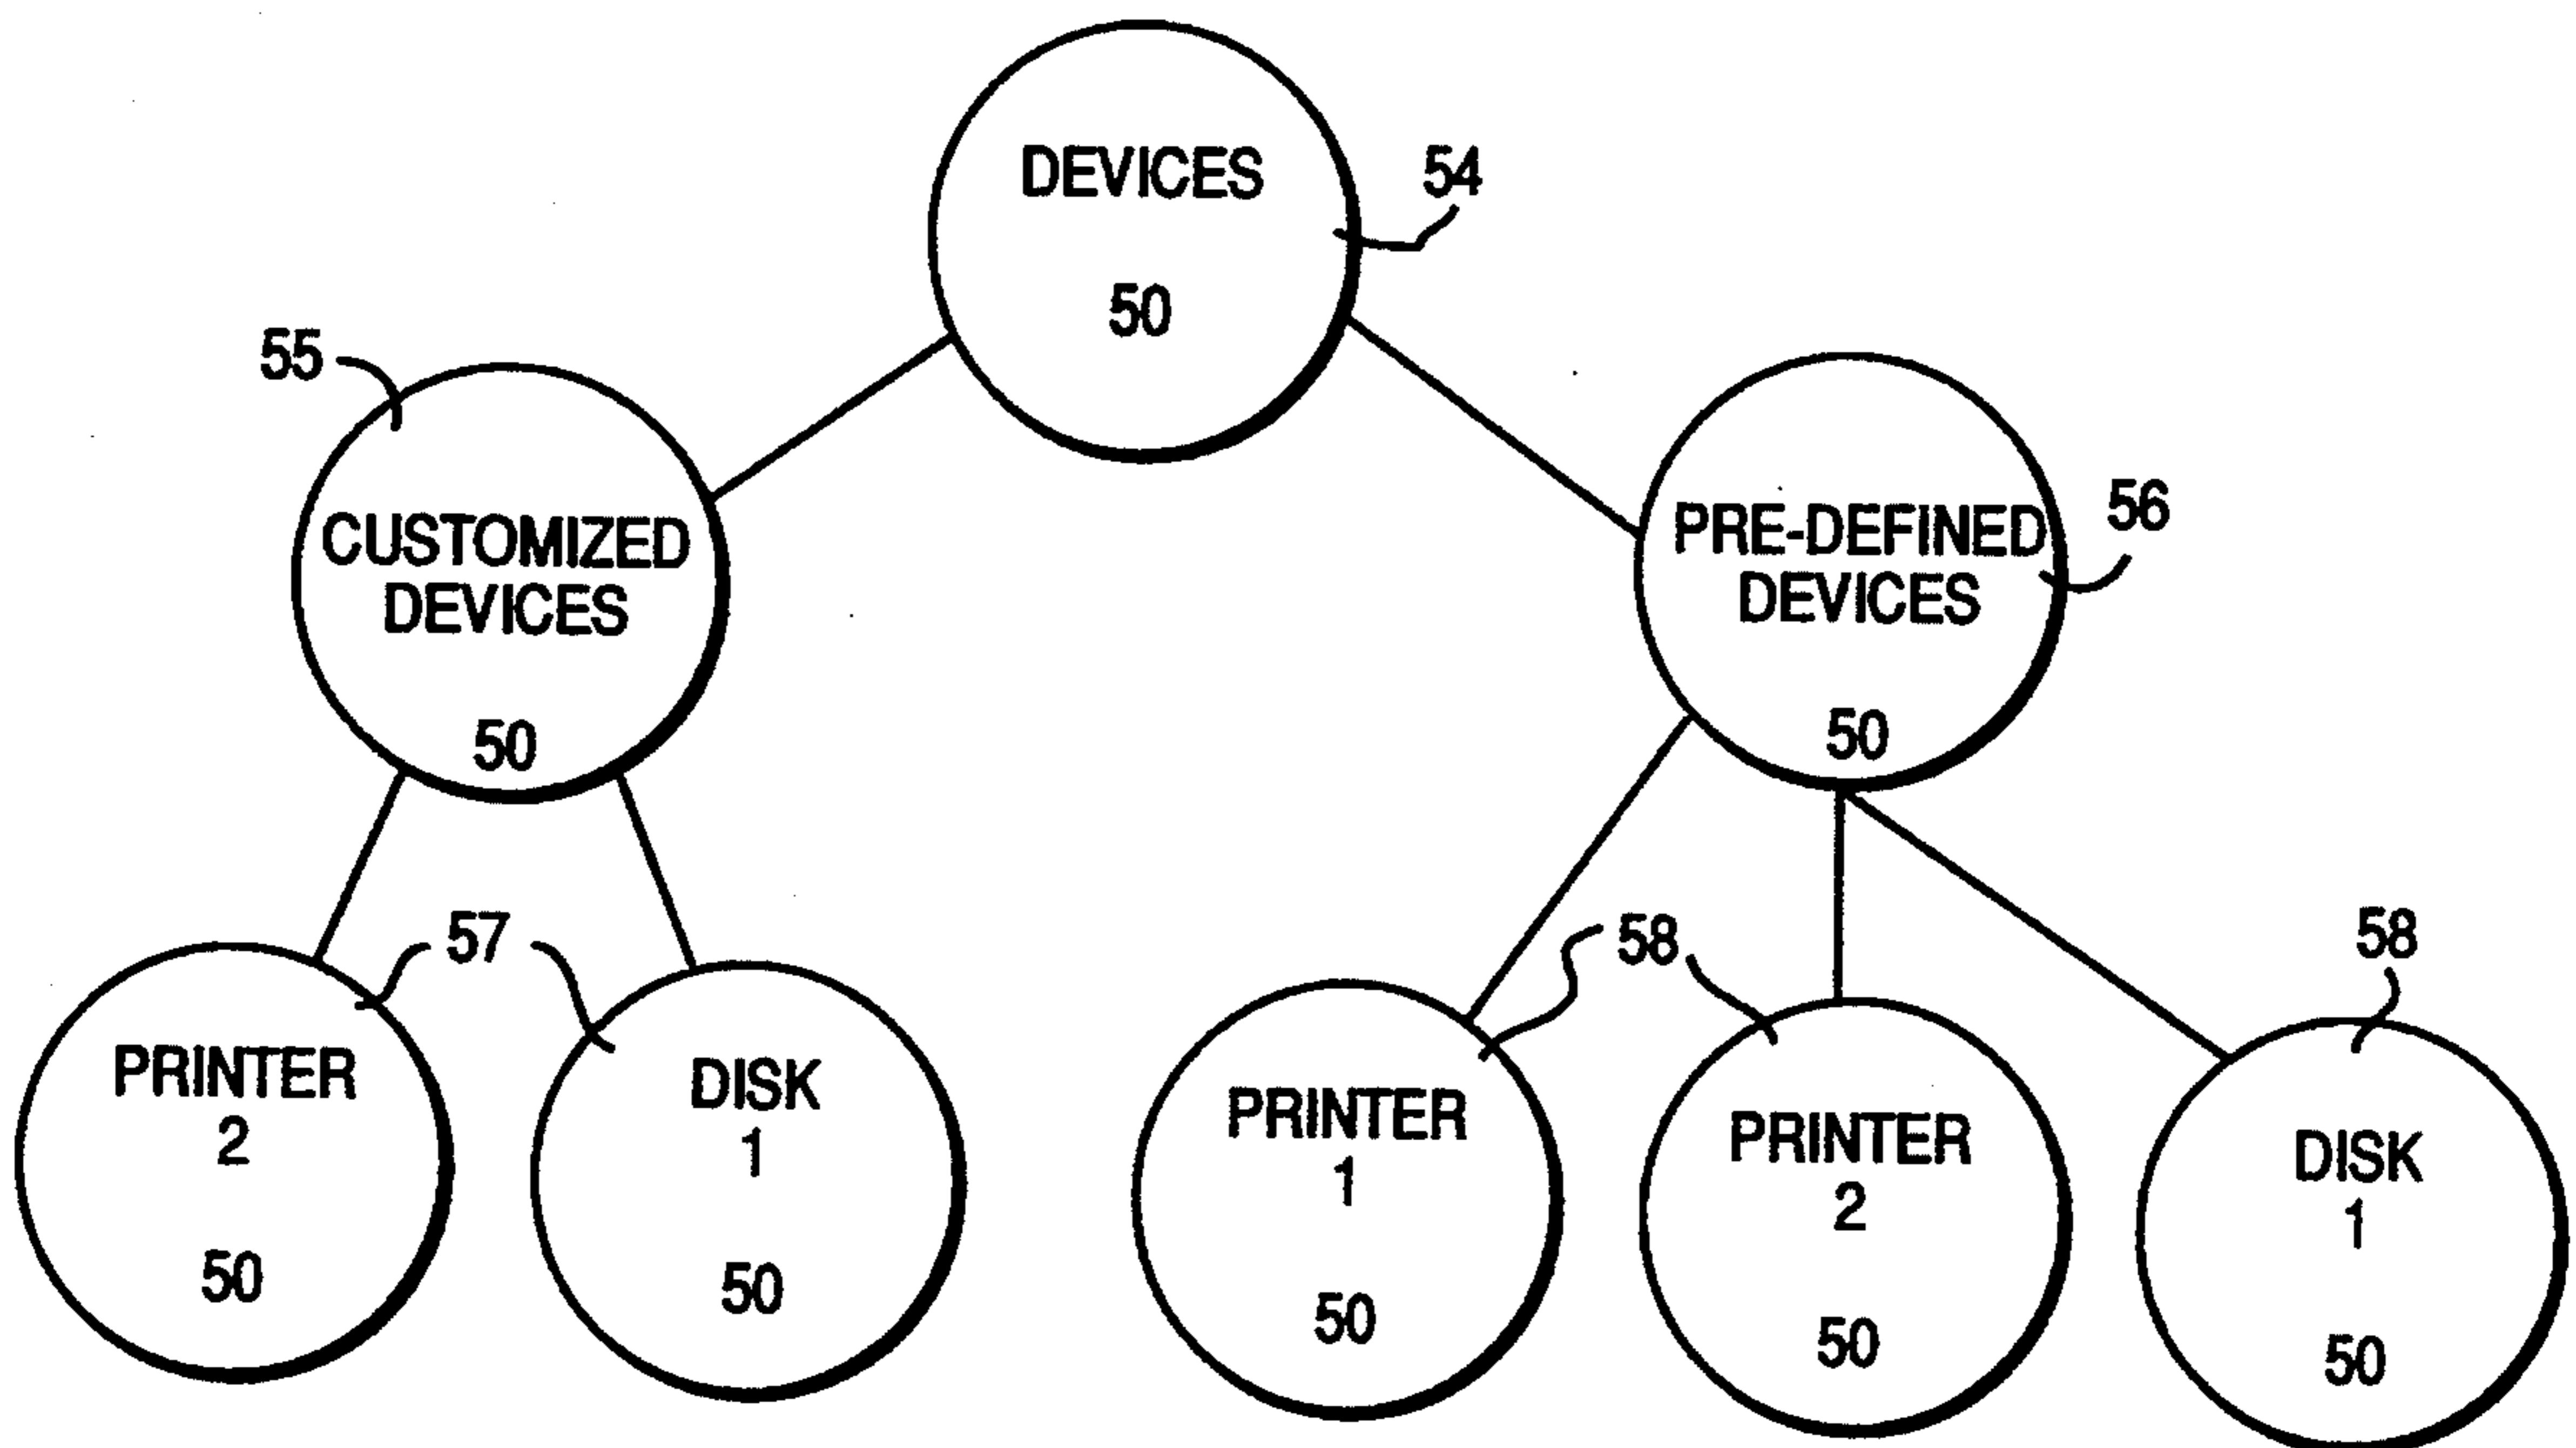 DEVICES
50
54
55
CUSTOMIZED
DEVICES
50
PRE-DEFINED
DEVICES
50
56
57
PRINTER
2
50
DISK
1
50
58
PRINTER
1
50
PRINTER
2
50
58
DISK
1
50